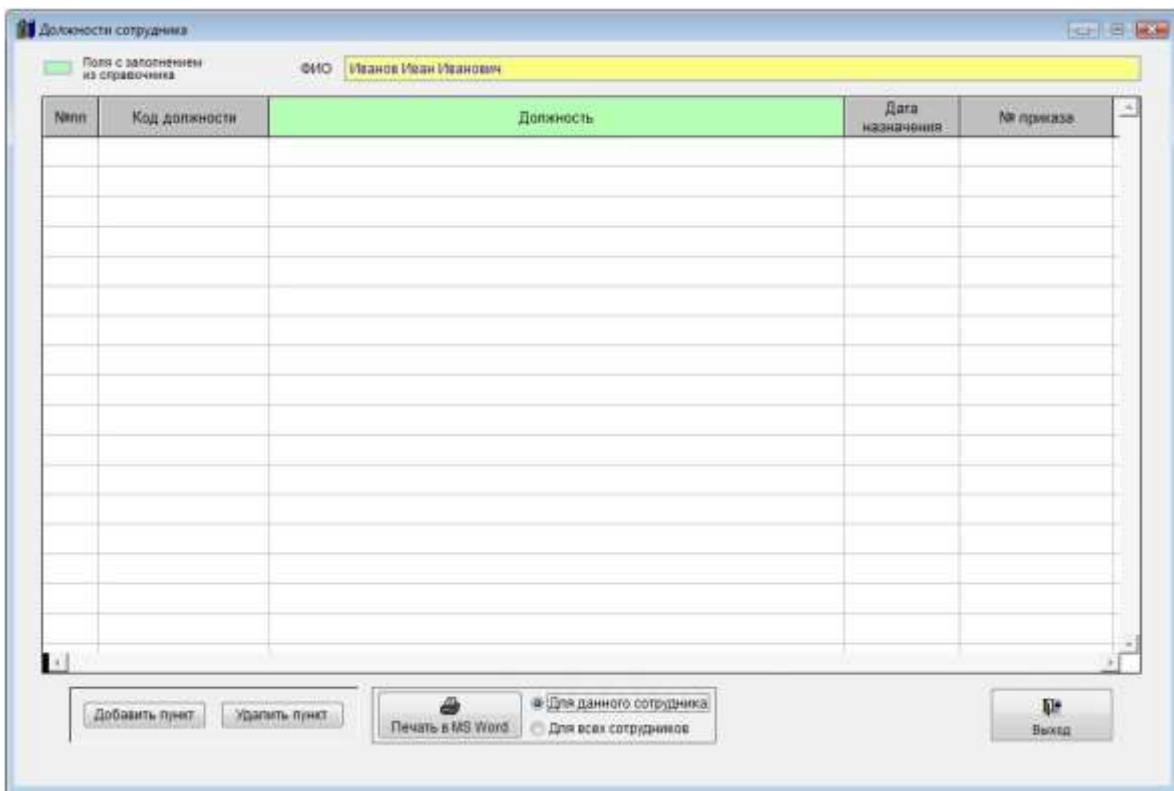 Должности сотрудника
Поля с заполнением
из справочника
ФИО Иванов Иван Иванович
№пп Код должности Должность Дата назначения № приказа
Добавить пункт Удалить пункт Печать в MS Word Для данного сотрудника
Для всех сотрудников
Выход